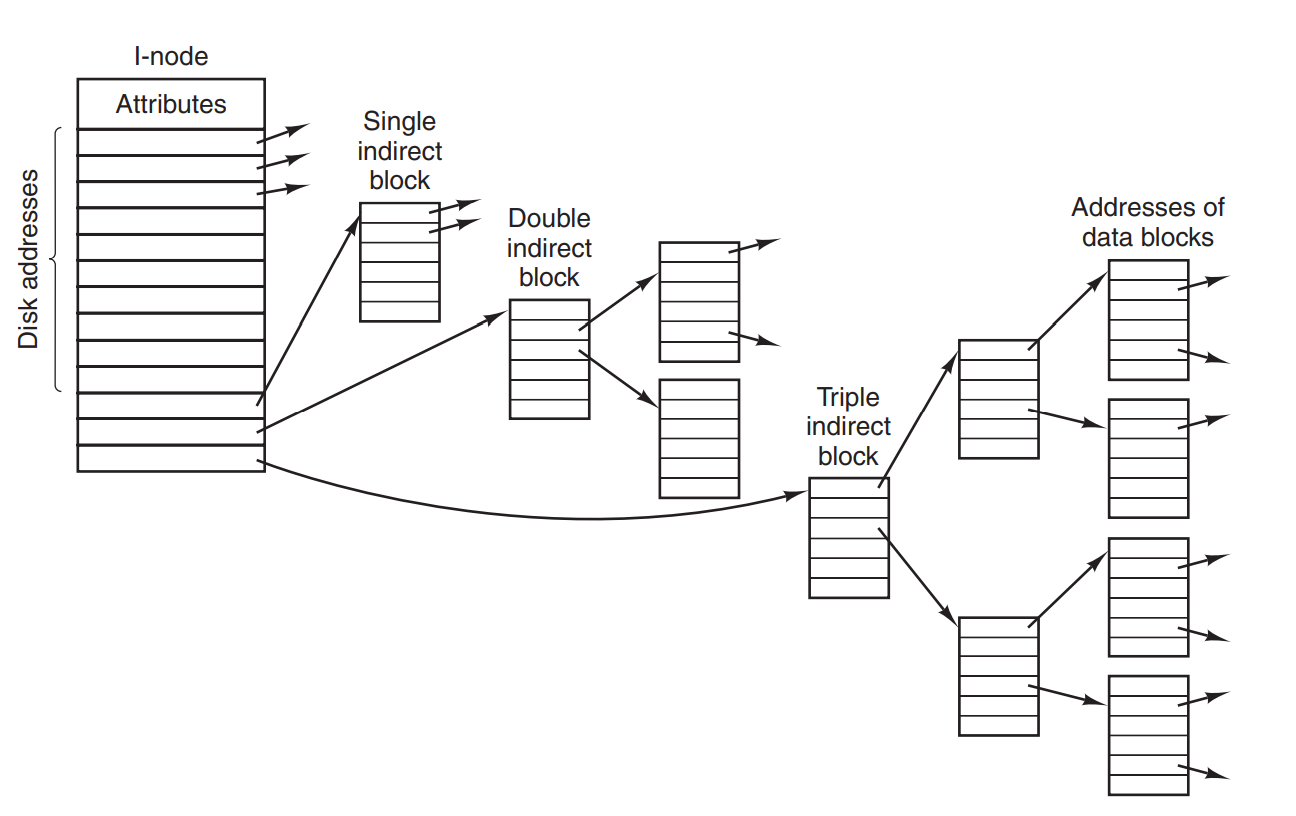 I-node
Attributes
Disk addresses
Single
indirect
block
Double
indirect
block
Triple
indirect
block
Addresses of
data blocks